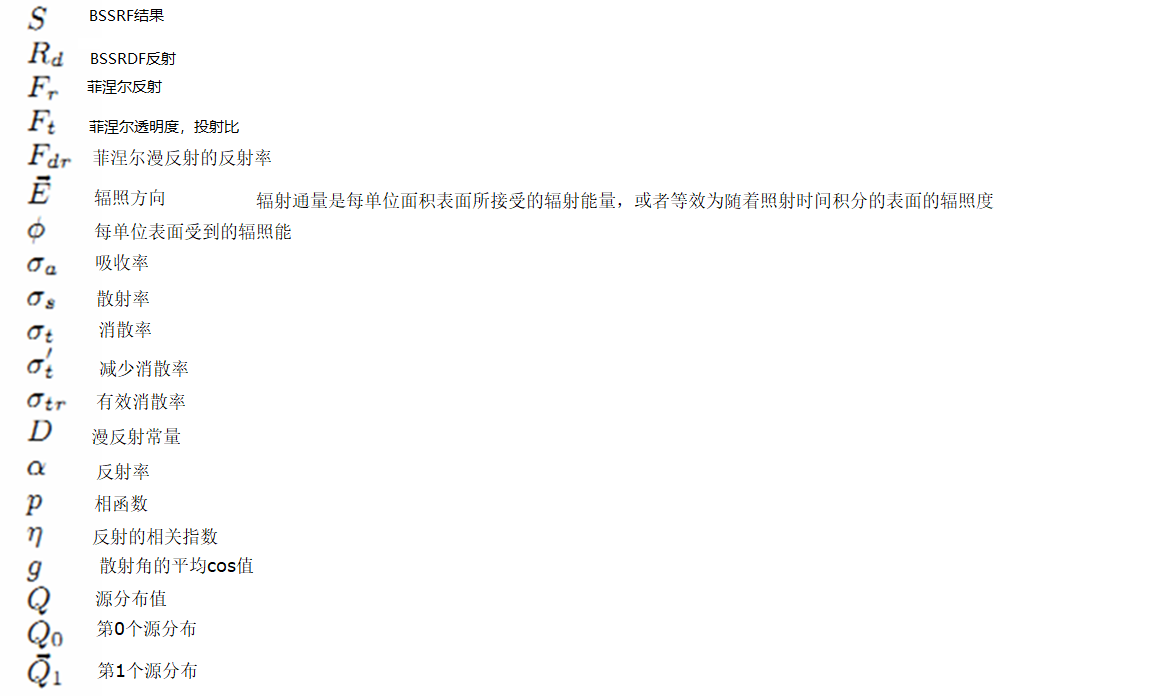 S BSSRF结果
R_d BSSRDF反射
F_r 菲涅尔反射
F_t 菲涅尔透明度，投射比
F_{dr} 菲涅尔漫反射的反射率
\vec{E} 辐照方向 辐射通量是每单位面积表面所接受的辐射能量，或者等效为随着照射时间积分的表面的辐照度
ϕ 每单位表面受到的辐照能
σ_a 吸收率
σ_s 散射率
σ_t 消散率
σ_t' 减少消散率
σ_{tr} 有效消散率
D 漫反射常量
α 反射率
p 相函数
η 反射的相关指数
g 散射角的平均cos值
Q 源分布值
Q_0 第0个源分布
\vec{Q}_1 第1个源分布